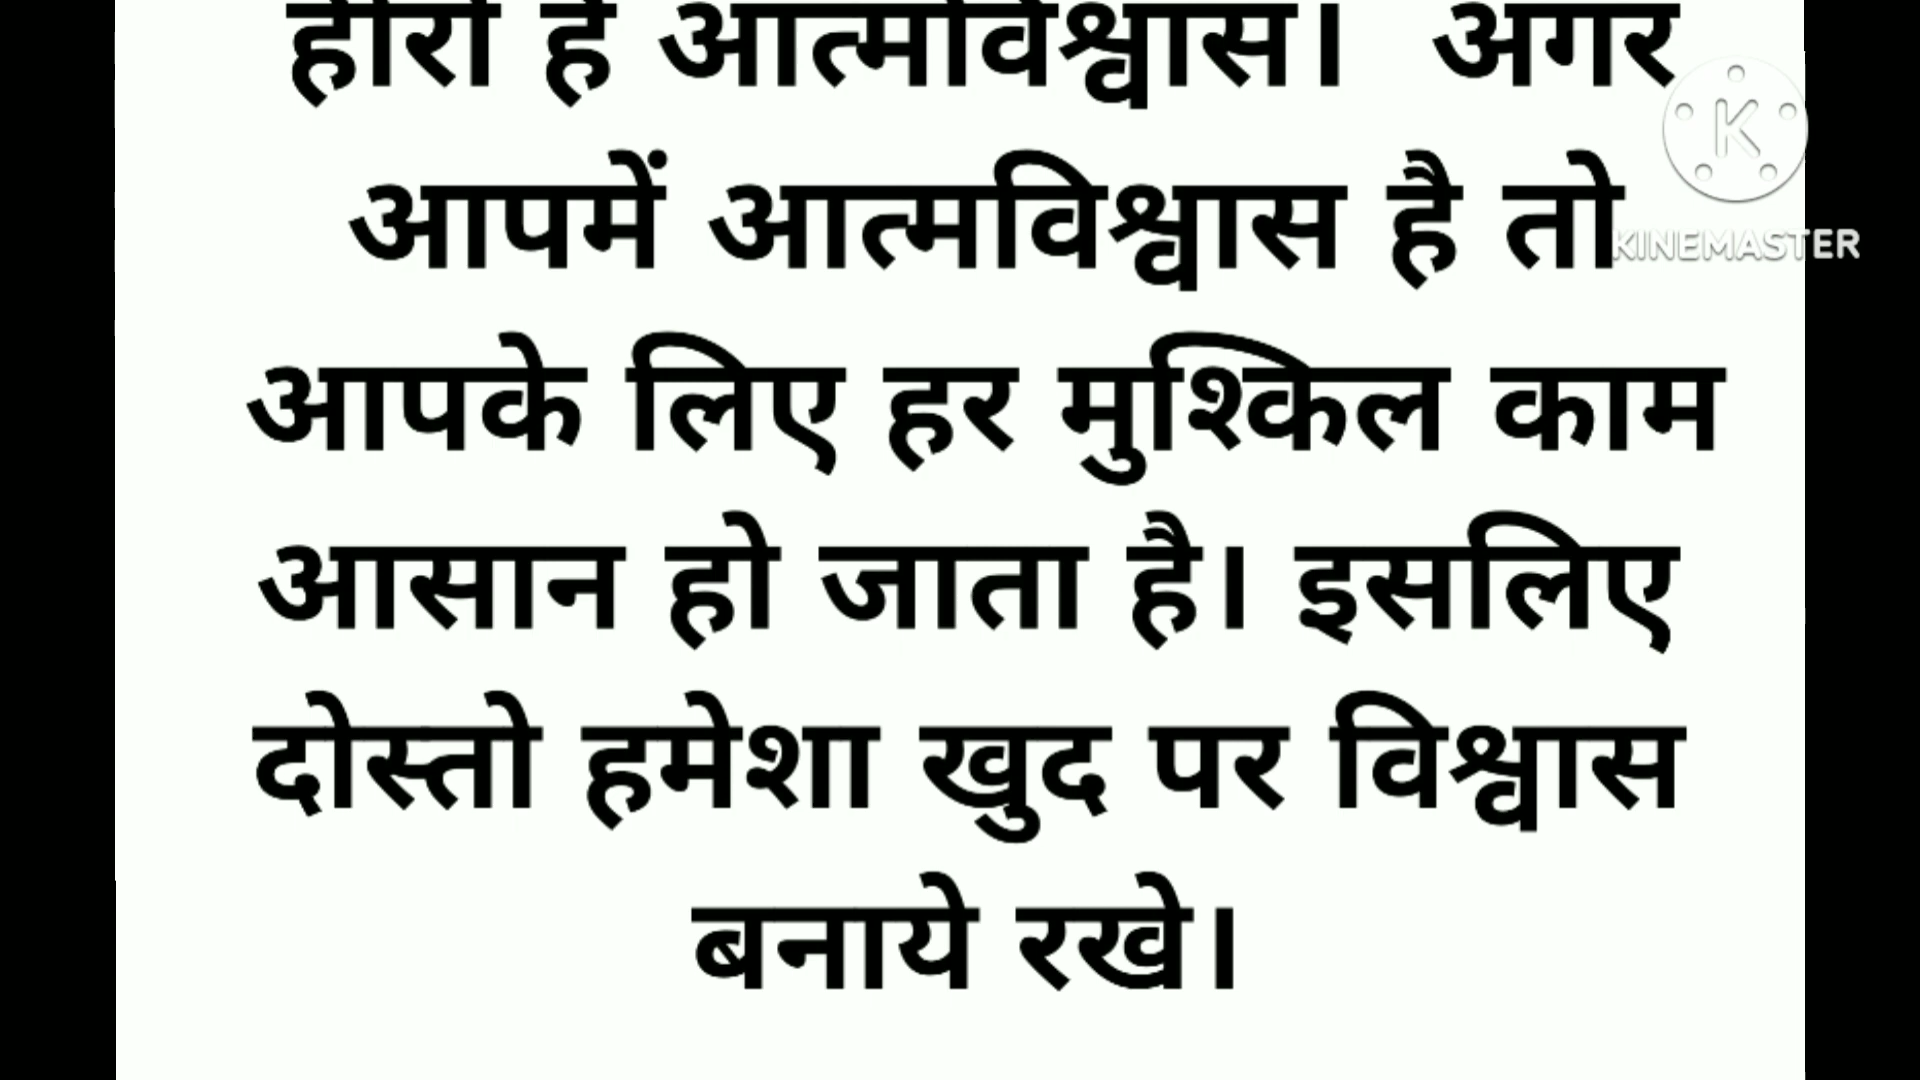 आत्मविश्वास। अगर
आपमें आत्मविश्वास है तो
आपके लिए हर मुश्किल काम
आसान हो जाता है। इसलिए
दोस्तो हमेशा खुद पर विश्वास
बनाये रखे।
K
KINEMASTER